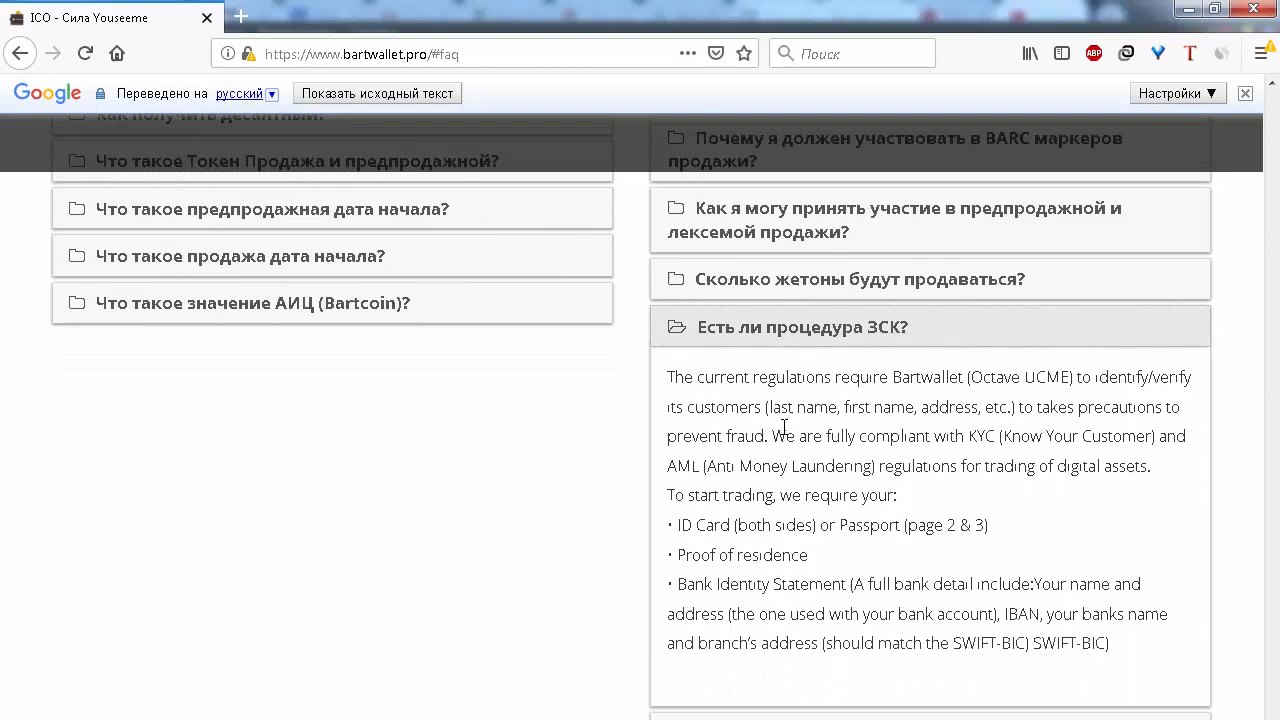 ICO - Сила Youseeme
https://www.bartwallet.pro/#faq
Поиск
ABP
T
Google
Переведено на русский
Показать исходный текст
Настройки ▼
Как получить десантный?
Что такое Токен Продажа и предпродажной?
Что такое предпродажная дата начала?
Что такое продажа дата начала?
Что такое значение АИЦ (Bartcoin)?
Почему я должен участвовать в BARC маркеров
продажи?
Как я могу принять участие в предпродажной и
лексемой продажи?
Сколько жетоны будут продаваться?
Есть ли процедура ЗСК?
The current regulations require Bartwallet (Octave UCME) to identify/verify
its customers (last name, first name, address, etc.) to takes precautions to
prevent fraud. We are fully compliant with KYC (Know Your Customer) and
AML (Anti Money Laundering) regulations for trading of digital assets.
To start trading, we require your:
• ID Card (both sides) or Passport (page 2 & 3)
• Proof of residence
• Bank Identity Statement (A full bank detail include:Your name and
address (the one used with your bank account), IBAN, your banks name
and branch’s address (should match the SWIFT-BIC) SWIFT-BIC)